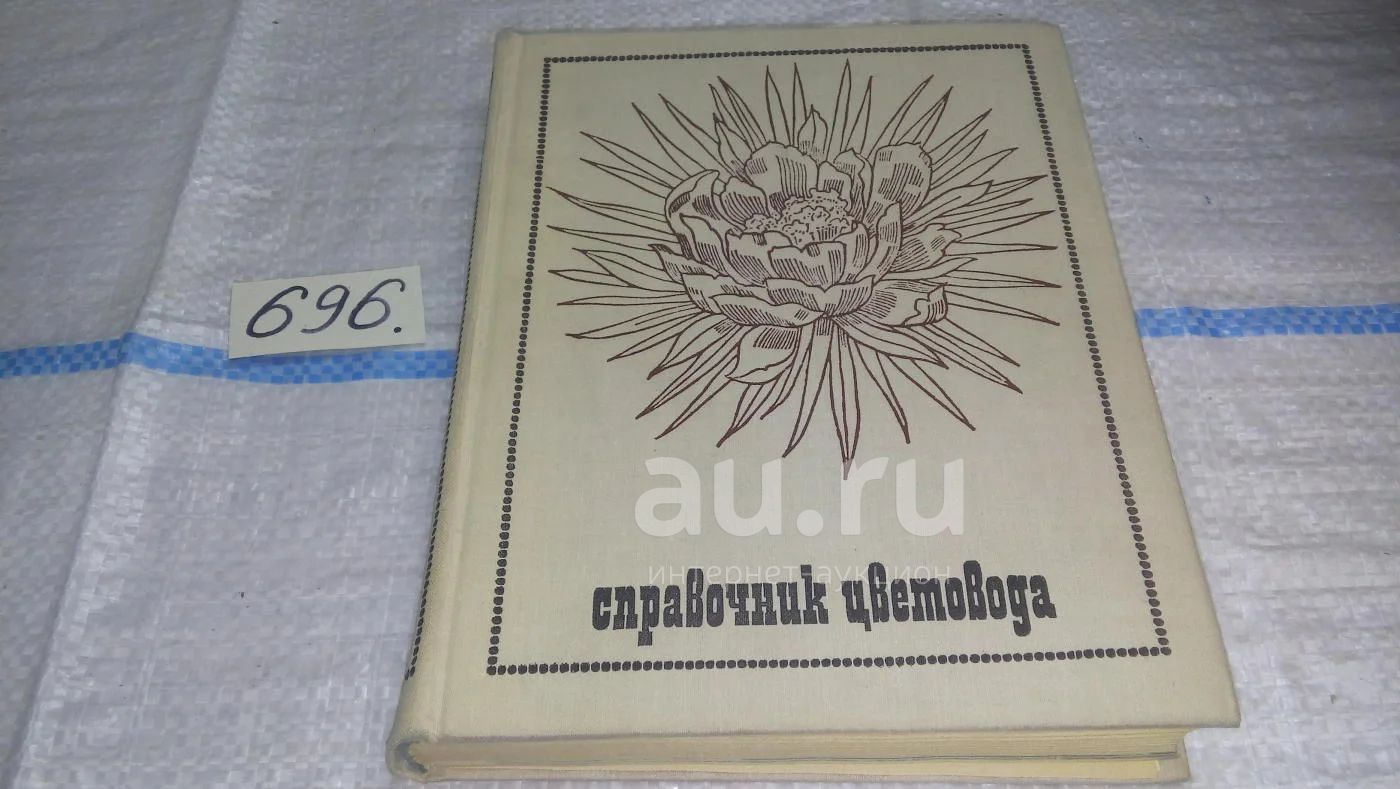 696.
au.ru
интернет-аукцион
справочник цветовода